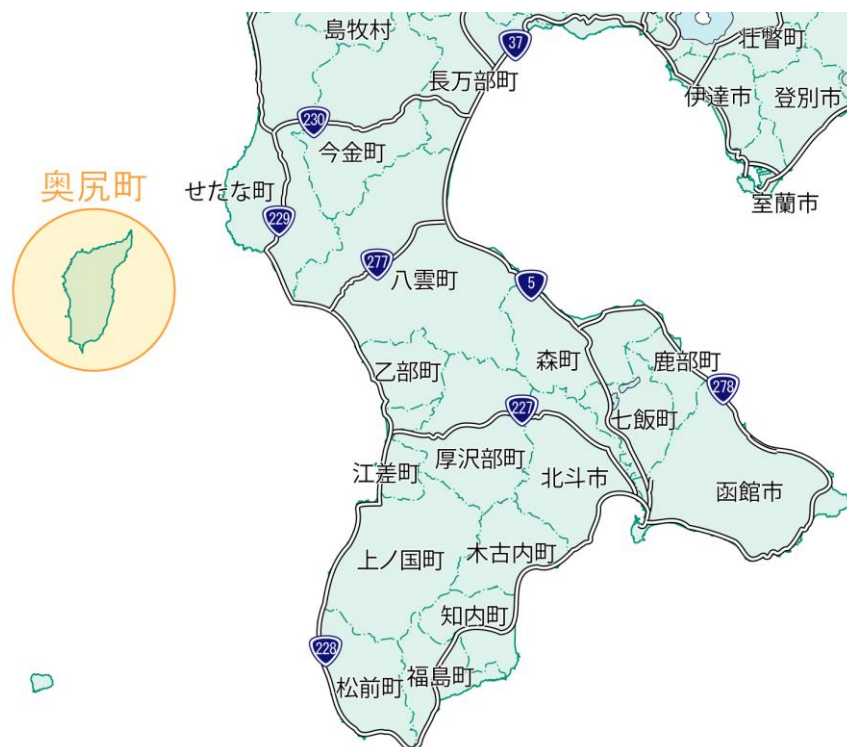 島牧村
37
壮瞥町
長万部町
伊達市
登別市
230
今金町
奥尻町
せたな町
室蘭市
229
277
八雲町
5
森町
鹿部町
乙部町
278
227
七飯町
厚沢部町
江差町
北斗市
函館市
上ノ国町
木古内町
知内町
228
福島町
松前町